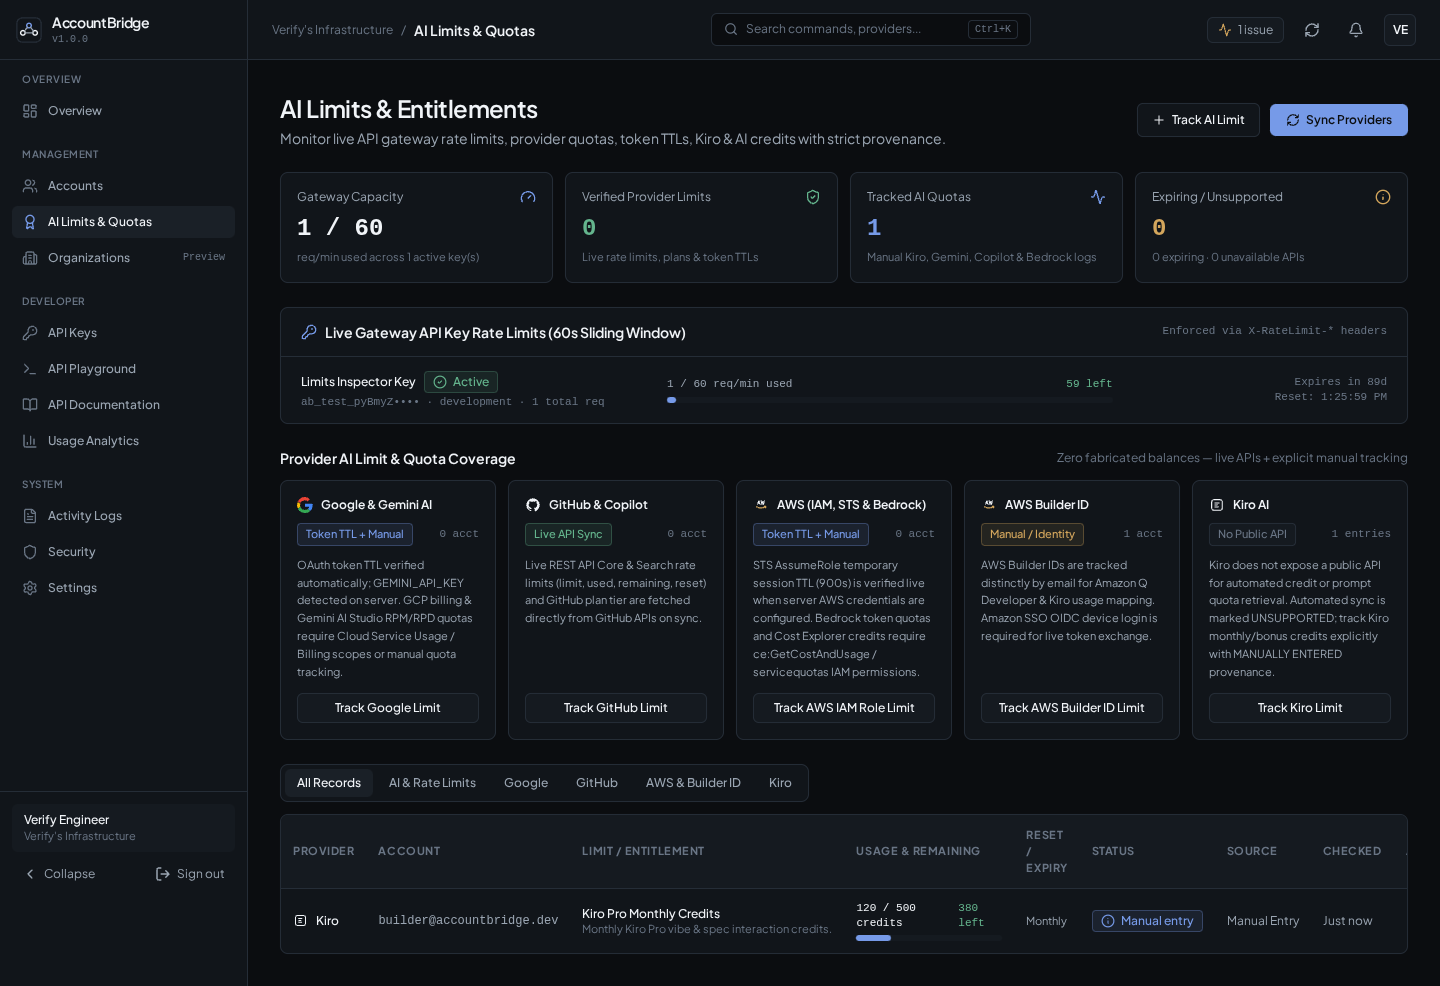 AccountBridge
v1.0.0
Verify's Infrastructure / AI Limits & Quotas
Search commands, providers...
Ctrl+K
1 issue
VE
OVERVIEW
Overview
MANAGEMENT
Accounts
AI Limits & Quotas
Organizations
Preview
DEVELOPER
API Keys
API Playground
API Documentation
Usage Analytics
SYSTEM
Activity Logs
Security
Settings
Verify Engineer
Verify's Infrastructure
Collapse
Sign out
AI Limits & Entitlements
Monitor live API gateway rate limits, provider quotas, token TTLs, Kiro & AI credits with strict provenance.
Track AI Limit
Sync Providers
Gateway Capacity
1 / 60
req/min used across 1 active key(s)
Verified Provider Limits
0
Live rate limits, plans & token TTLs
Tracked AI Quotas
1
Manual Kiro, Gemini, Copilot & Bedrock logs
Expiring / Unsupported
0
0 expiring · 0 unavailable APIs
Live Gateway API Key Rate Limits (60s Sliding Window)
Enforced via X-RateLimit-* headers
Limits Inspector Key
Active
ab_test_pyBmyZ•••• · development · 1 total req
1 / 60 req/min used
59 left
Expires in 89d
Reset: 1:25:59 PM
Provider AI Limit & Quota Coverage
Zero fabricated balances — live APIs + explicit manual tracking
Google & Gemini AI
Token TTL + Manual
0 acct
OAuth token TTL verified
automatically; GEMINI_API_KEY
detected on server. GCP billing &
Gemini AI Studio RPM/RPD quotas
require Cloud Service Usage /
Billing scopes or manual quota
tracking.
Track Google Limit
GitHub & Copilot
Live API Sync
0 acct
Live REST API Core & Search rate
limits (limit, used, remaining, reset)
and GitHub plan tier are fetched
directly from GitHub APIs on sync.
Track GitHub Limit
AWS (IAM, STS & Bedrock)
Token TTL + Manual
0 acct
STS AssumeRole temporary
session TTL (900s) is verified live
when server AWS credentials are
configured. Bedrock token quotas
and Cost Explorer credits require
ce:GetCostAndUsage /
servicequotas IAM permissions.
Track AWS IAM Role Limit
AWS Builder ID
Manual / Identity
1 acct
AWS Builder IDs are tracked
distinctly by email for Amazon Q
Developer & Kiro usage mapping.
Amazon SSO OIDC device login is
required for live token exchange.
Track AWS Builder ID Limit
Kiro AI
No Public API
1 entries
Kiro does not expose a public API
for automated credit or prompt
quota retrieval. Automated sync is
marked UNSUPPORTED; track Kiro
monthly/bonus credits explicitly
with MANUALLY ENTERED
provenance.
Track Kiro Limit
All Records
AI & Rate Limits
Google
GitHub
AWS & Builder ID
Kiro
PROVIDER
ACCOUNT
LIMIT / ENTITLEMENT
USAGE & REMAINING
RESET
/
EXPIRY
STATUS
SOURCE
CHECKED
Kiro
builder@accountbridge.dev
Kiro Pro Monthly Credits
Monthly Kiro Pro vibe & spec interaction credits.
120 / 500
credits
380
left
Monthly
Manual entry
Manual Entry
Just now